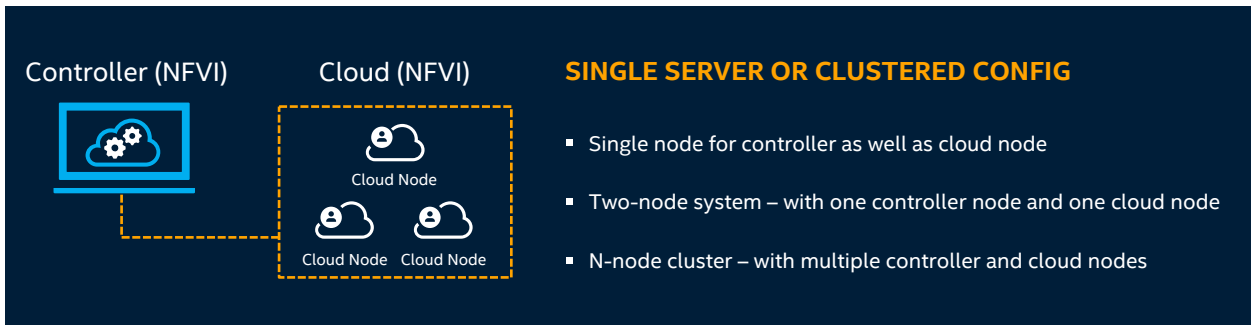 Controller (NFVI)
Cloud (NFVI)
Cloud Node
Cloud Node
Cloud Node
SINGLE SERVER OR CLUSTERED CONFIG
▪ Single node for controller as well as cloud node
▪ Two-node system – with one controller node and one cloud node
▪ N-node cluster – with multiple controller and cloud nodes